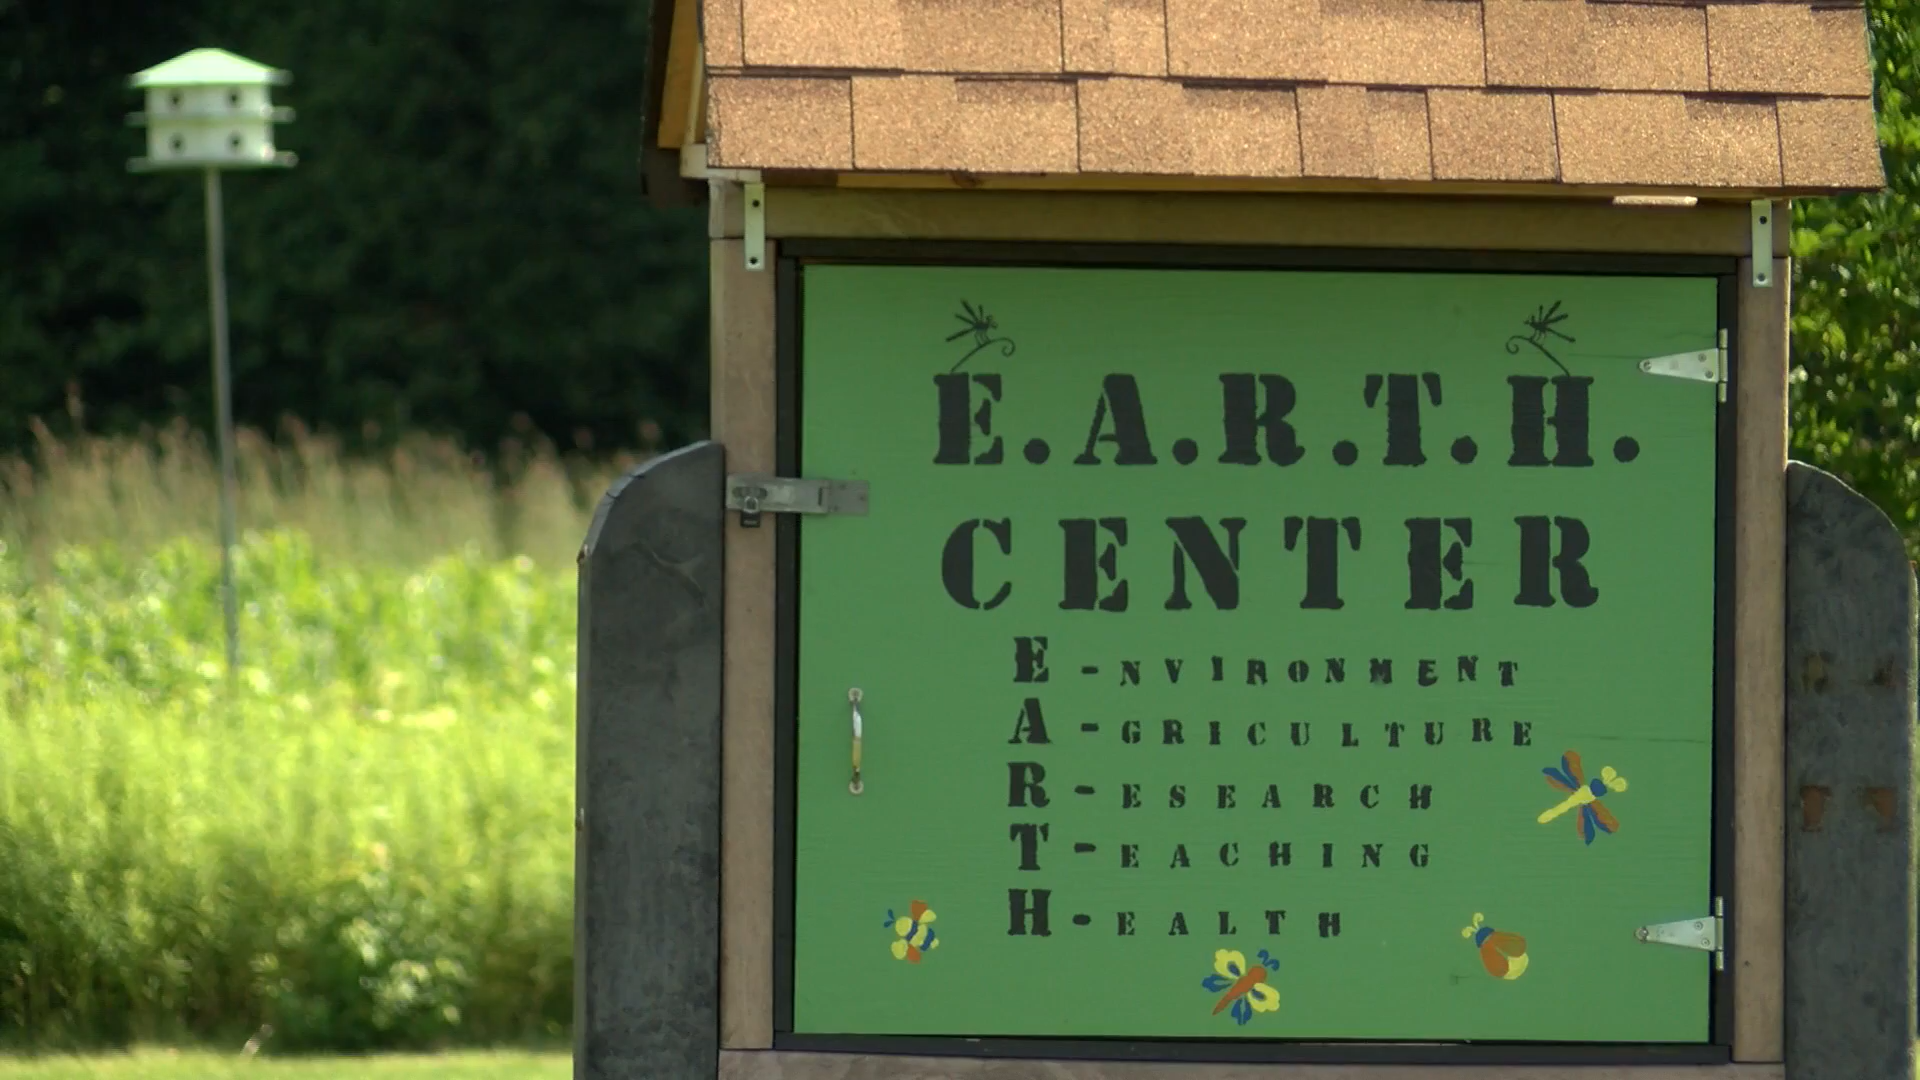 E.A.R.T.H.
CENTER
E-NVIRONMENT
A-GRICULTURE
R-ESEARCH
T-EACHING
H-EALTH